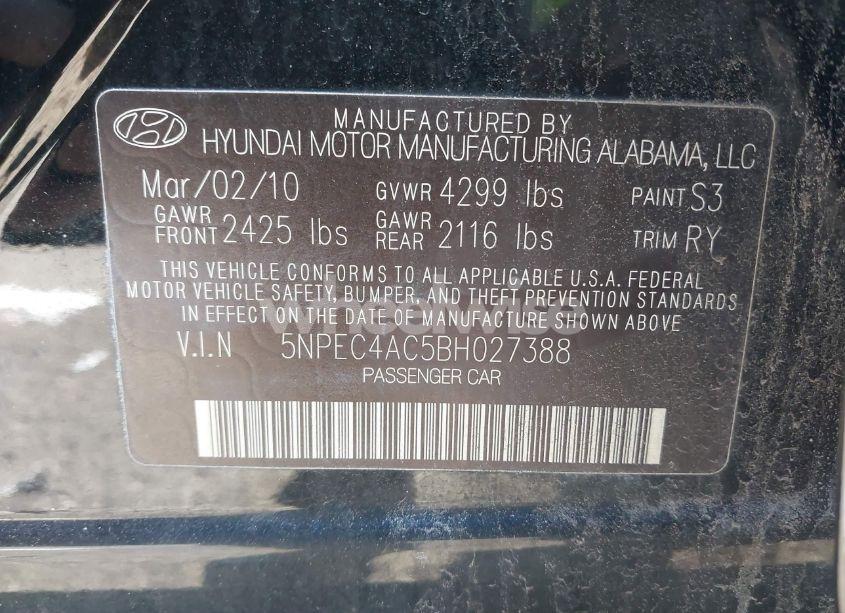 MANUFACTURED BY
HYUNDAI MOTOR MANUFACTURING ALABAMA, LLC
Mar/02/10 GVWR 4299 lbs PAINT S3
GAWR FRONT 2425 lbs GAWR REAR 2116 lbs TRIM RY
THIS VEHICLE CONFORMS TO ALL APPLICABLE U.S.A. FEDERAL
MOTOR VEHICLE SAFETY, BUMPER, AND THEFT PREVENTION STANDARDS
IN EFFECT ON THE DATE OF MANUFACTURE SHOWN ABOVE.
V.I.N 5NPEC4AC5BH027388
PASSENGER CAR